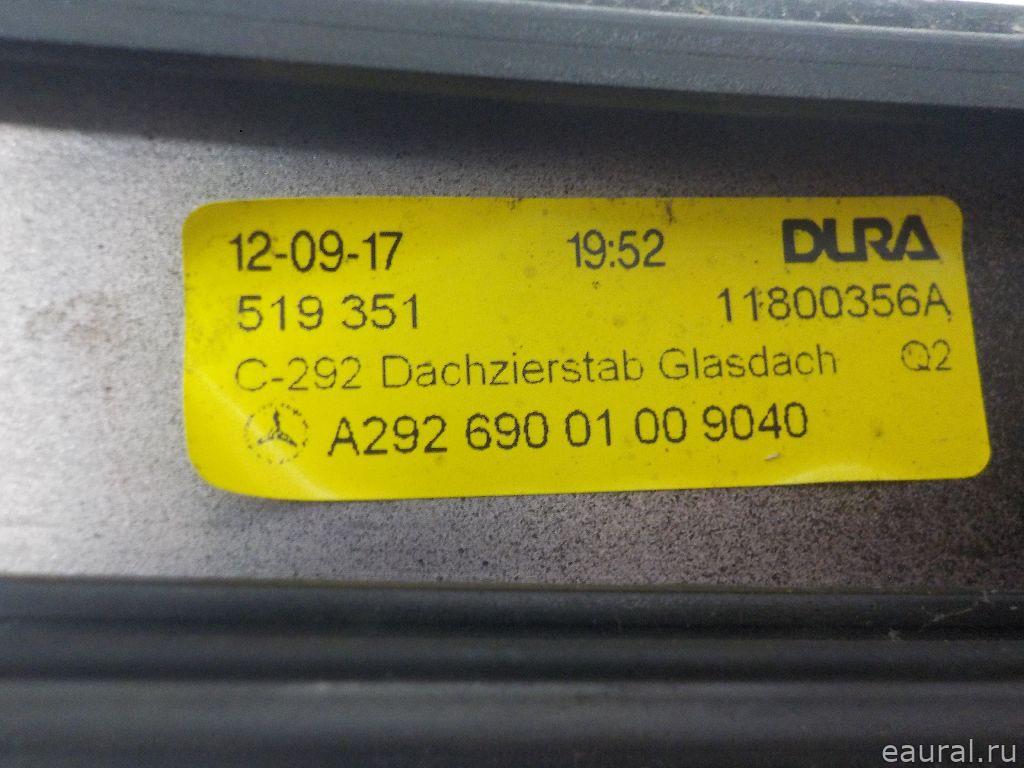 12-09-17 19:52 DURA
519 351 11800356A
C-292 Dachzierstab Glasdach Q2
A292 690 01 00 9040
eaural.ru